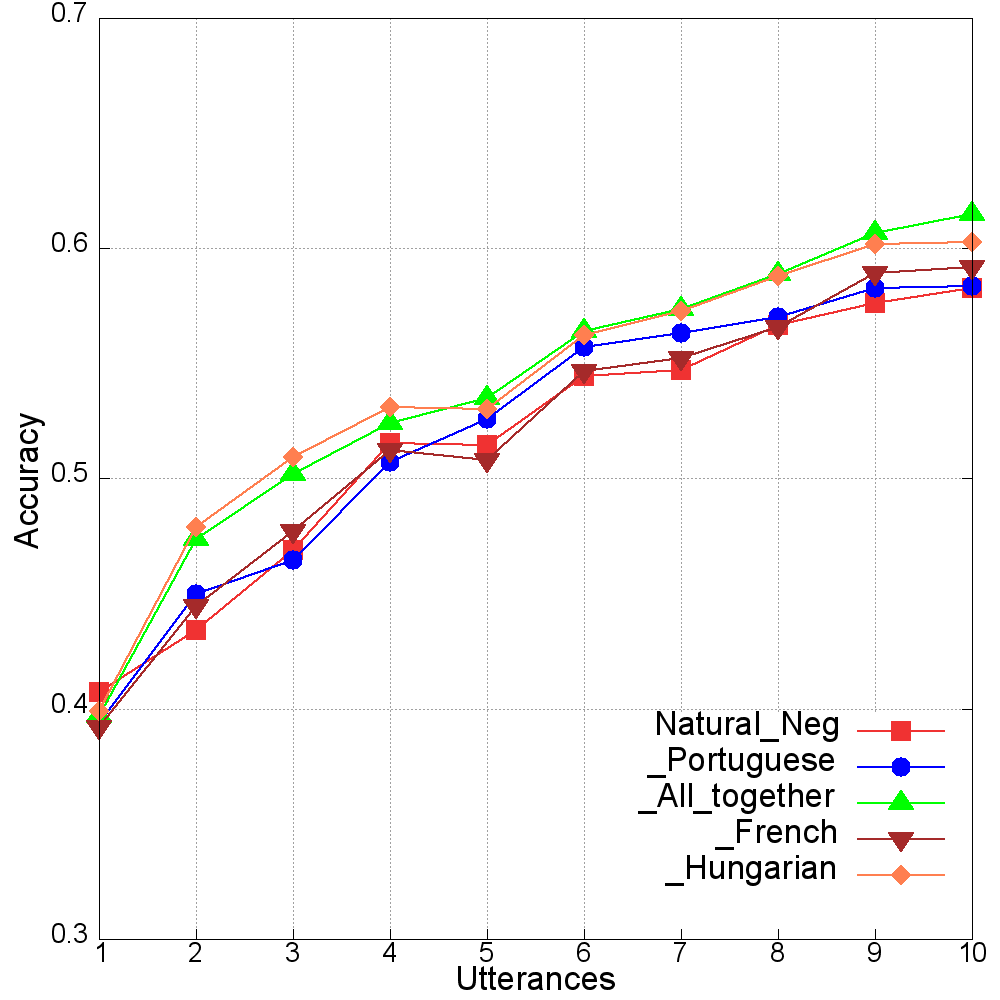 0.7
0.6
0.5
0.4
0.3
Accuracy
Natural_Neg
_Portuguese
_All_together
_French
_Hungarian
1 2 3 4 5 6 7 8 9 10
Utterances